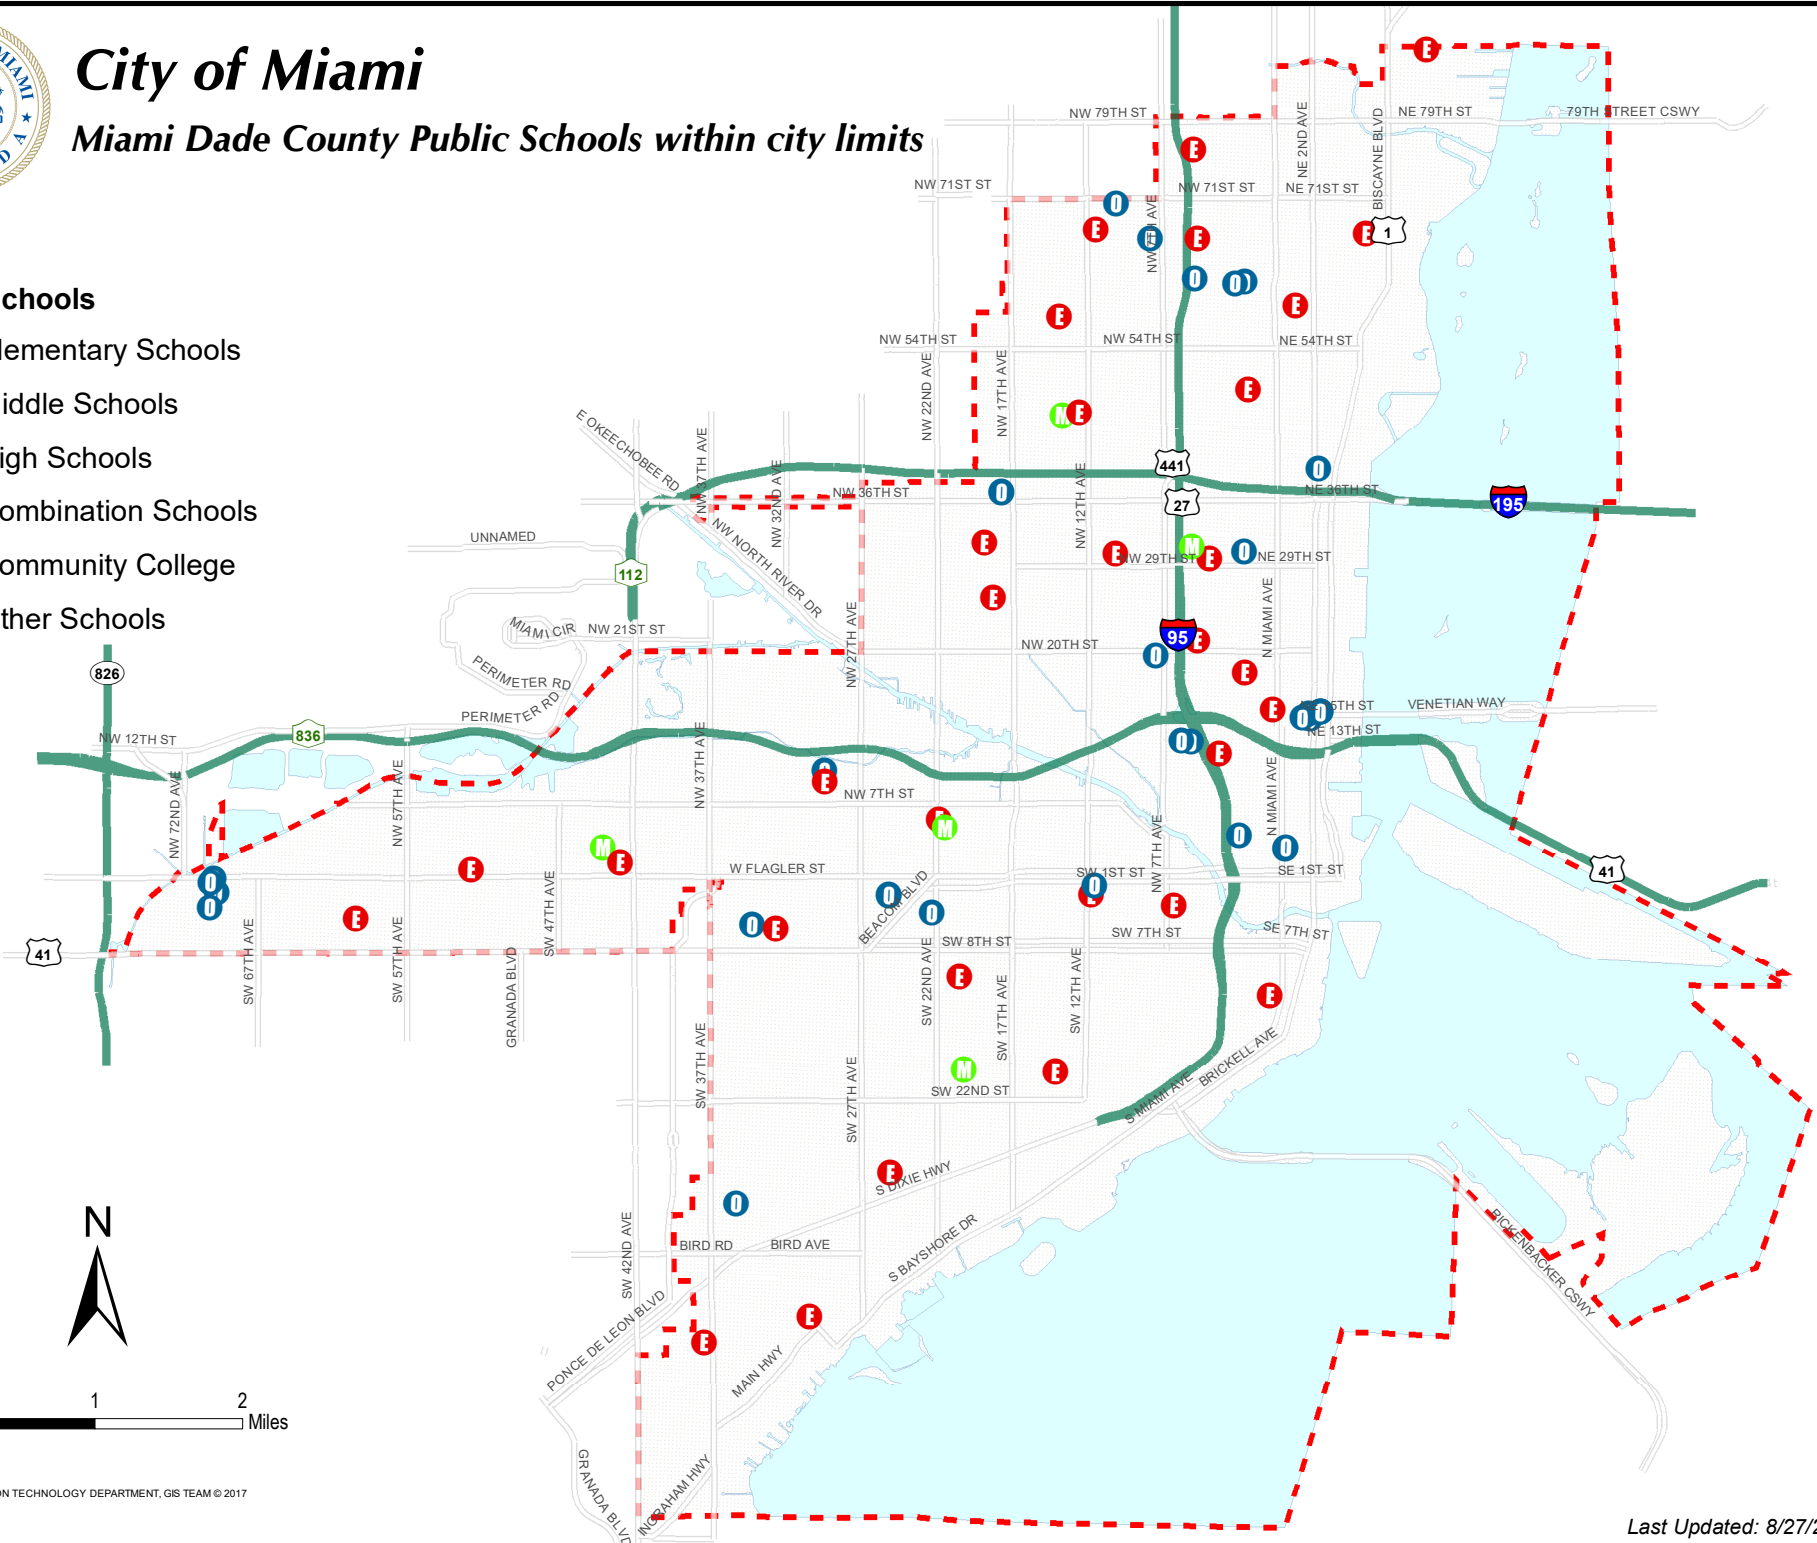 City of Miami
Miami Dade County Public Schools within city limits
MIAMI
chools
lementary Schools
iddle Schools
igh Schools
ombination Schools
ommunity College
ther Schools
NW 79TH ST
NE 79TH ST
79TH STREET CSWY
NE 2ND AVE
BISCAYNE BLVD
NW 71ST ST
NW 71ST ST
NE 71ST ST
NW 7TH AVE
1
NW 54TH ST
NW 54TH ST
NE 54TH ST
NW 22ND AVE
NW 17TH AVE
E OKEECHOBEE RD
NW 37TH AVE
NW 32ND AVE
NW 36TH ST
NW 12TH AVE
441
27
NE 36TH ST
195
UNNAMED
NW NORTH RIVER DR
112
NW 29TH ST
NE 29TH ST
N MIAMI AVE
MIAMI CIR
NW 21ST ST
NW 27TH AVE
NW 20TH ST
95
826
PERIMETER RD
PERIMETER RD
836
NW 12TH ST
VENETIAN WAY
NE 13TH ST
NW 72ND AVE
NW 57TH AVE
NW 37TH AVE
NW 7TH ST
N MIAMI AVE
NW 7TH AVE
W FLAGLER ST
SW 1ST ST
SE 1ST ST
41
SW 47TH AVE
BEACOM BLVD
41
SW 67TH AVE
SW 57TH AVE
GRANADA BLVD
SW 8TH ST
SW 7TH ST
SE 7TH ST
SW 22ND AVE
SW 17TH AVE
SW 12TH AVE
SW 37TH AVE
SW 27TH AVE
SW 22ND ST
S MIAMI AVE
BRICKELL AVE
S DIXIE HWY
SW 42ND AVE
BIRD RD
BIRD AVE
S BAYSHORE DR
RICKENBACKER CSWY
PONCE DE LEON BLVD
MAIN HWY
GRANADA BLVD
INGRAHAM HWY
N
1
2
Miles
ON TECHNOLOGY DEPARTMENT, GIS TEAM © 2017
Last Updated: 8/27/2